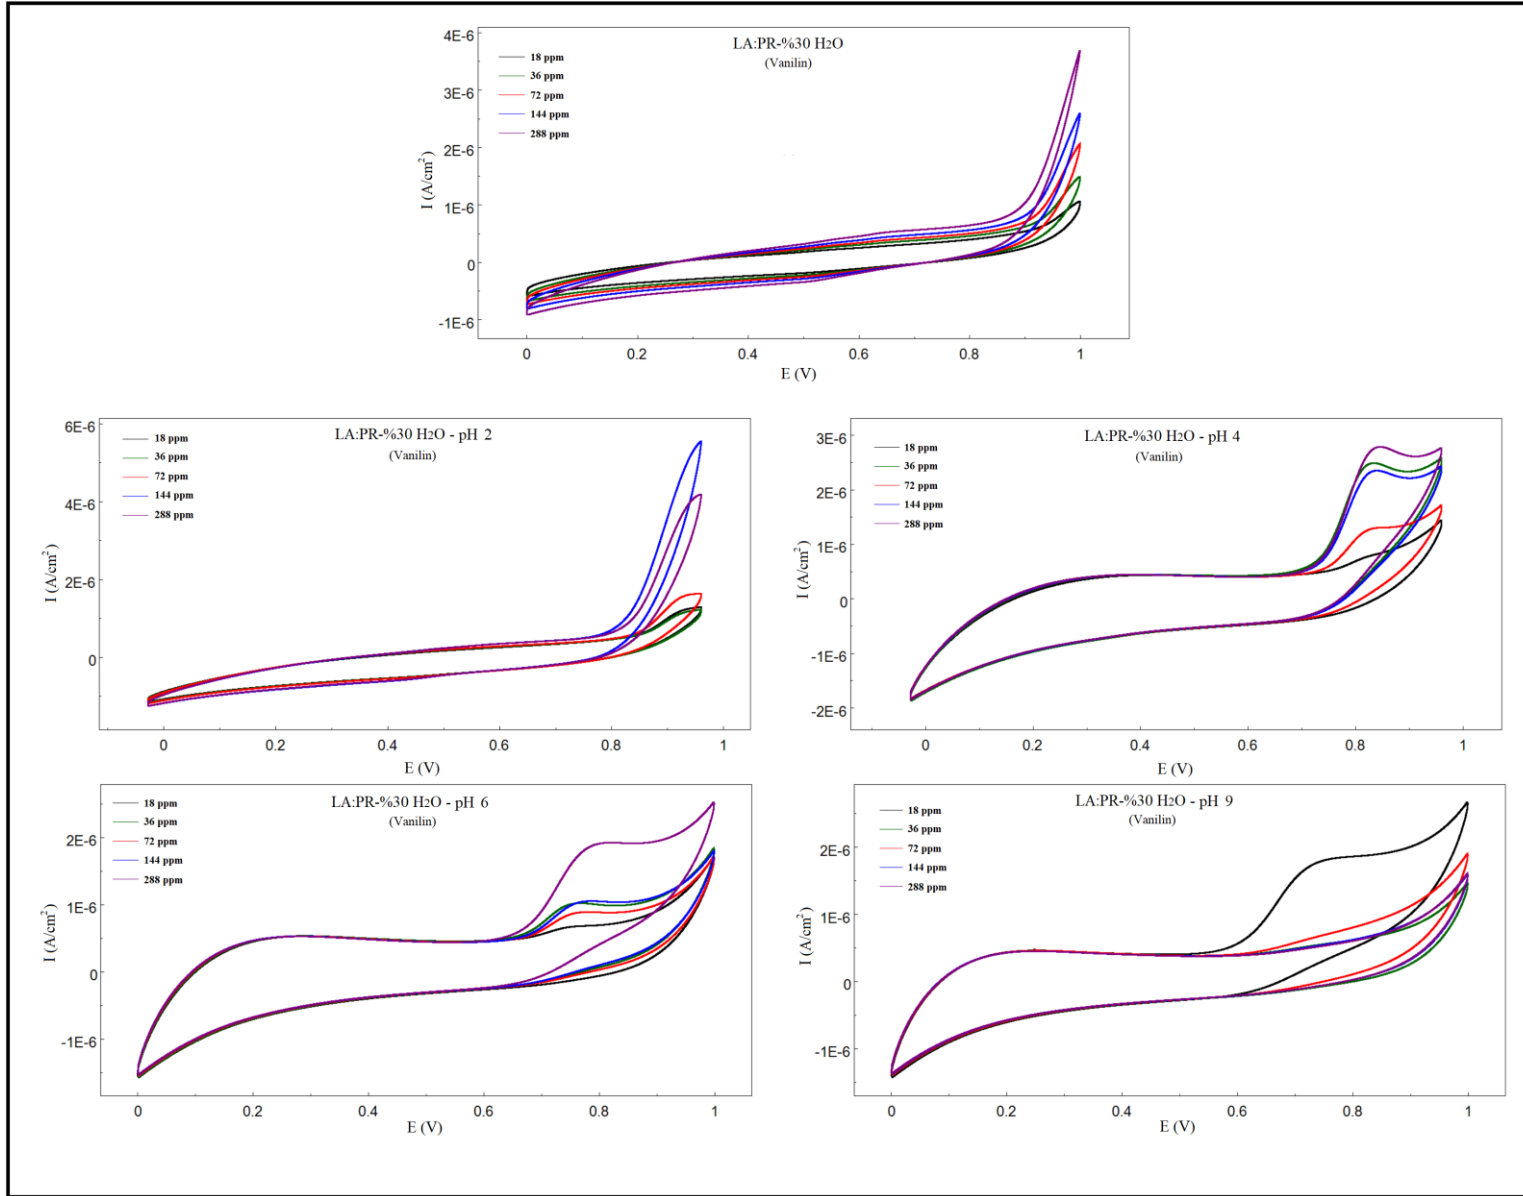 LA:PR-%30 H2O
(Vanilin)
18 ppm
36 ppm
72 ppm
144 ppm
288 ppm
4E-6
3E-6
2E-6
1E-6
0
-1E-6
I (A/cm²)
0 0.2 0.4 0.6 0.8 1
E (V)
LA:PR-%30 H2O - pH 2
(Vanilin)
18 ppm
36 ppm
72 ppm
144 ppm
288 ppm
6E-6
4E-6
2E-6
0
I (A/cm²)
0 0.2 0.4 0.6 0.8 1
E (V)
LA:PR-%30 H2O - pH 4
(Vanilin)
18 ppm
36 ppm
72 ppm
144 ppm
288 ppm
3E-6
2E-6
1E-6
0
-1E-6
-2E-6
I (A/cm²)
0 0.2 0.4 0.6 0.8 1
E (V)
LA:PR-%30 H2O - pH 6
(Vanilin)
18 ppm
36 ppm
72 ppm
144 ppm
288 ppm
2E-6
1E-6
0
-1E-6
I (A/cm²)
0 0.2 0.4 0.6 0.8 1
E (V)
LA:PR-%30 H2O - pH 9
(Vanilin)
18 ppm
36 ppm
72 ppm
144 ppm
288 ppm
2E-6
1E-6
0
-1E-6
I (A/cm²)
0 0.2 0.4 0.6 0.8 1
E (V)